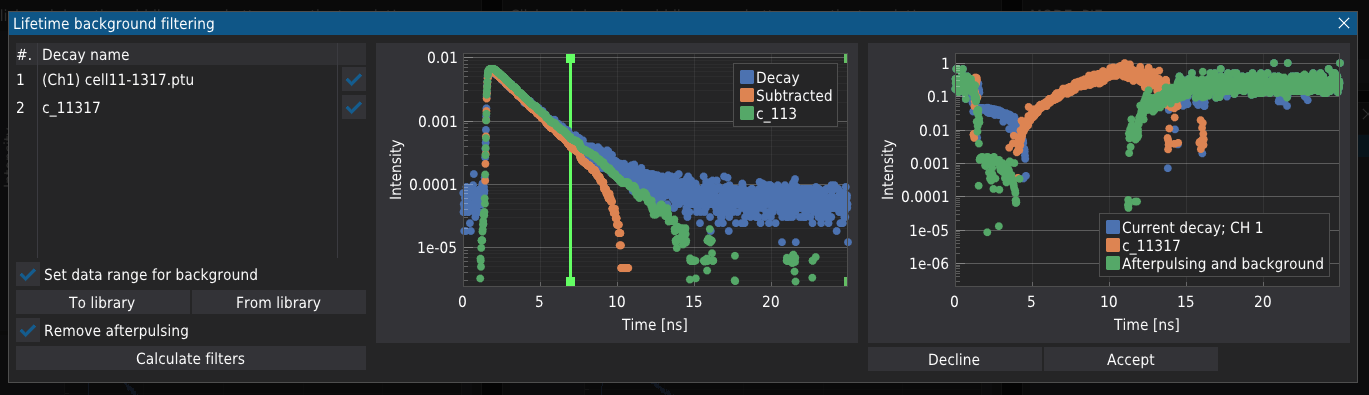 Lifetime background filtering
#. Decay name
1 (Ch1) cell11-1317.ptu
2 c_11317
Set data range for background
To library From library
Remove afterpulsing
Calculate filters
0.01
0.001
0.0001
1e-05
Intensity
Decay
Subtracted
c_113
0 5 10 15 20
Time [ns]
1
0.1
0.01
0.001
0.0001
1e-05
1e-06
Intensity
Current decay; CH 1
c_11317
Afterpulsing and background
0 5 10 15 20
Time [ns]
Decline Accept